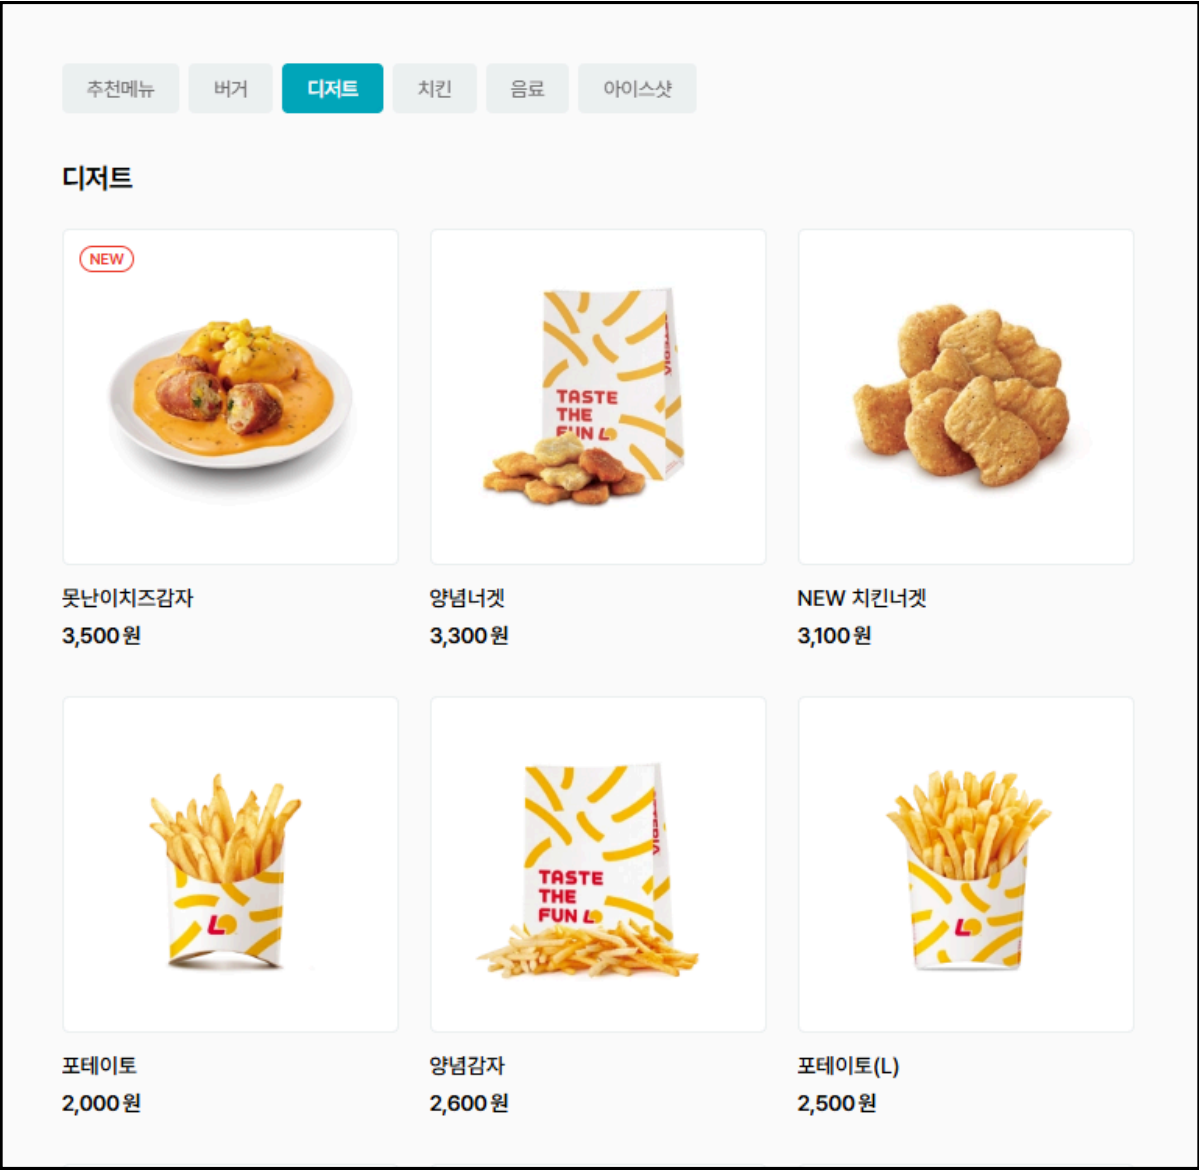 추천메뉴 버거 디저트 치킨 음료 아이스샷
디저트
NEW
TASTE
THE
FUN L
못난이치즈감자 양념너겟 NEW 치킨너겟
3,500원 3,300원 3,100원
L
TASTE
THE
FUN L
L
포테이토 양념감자 포테이토(L)
2,000원 2,600원 2,500원